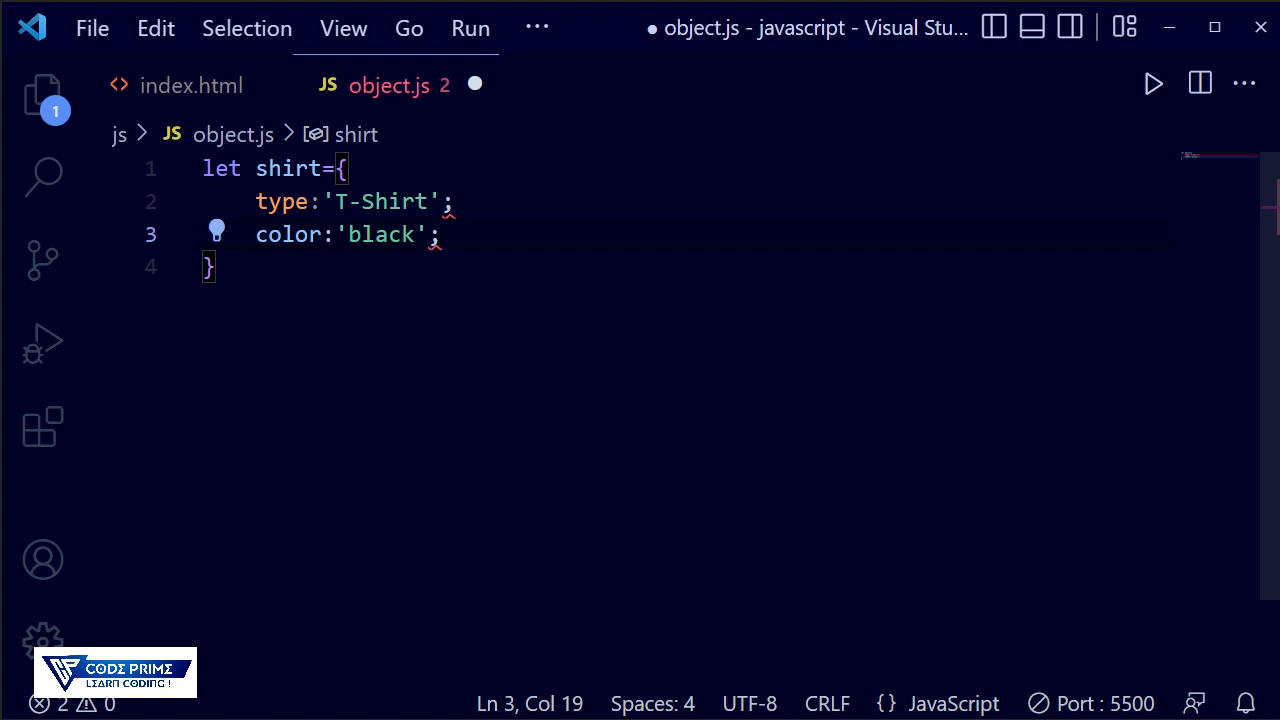 File Edit Selection View Go Run ··· ● object.js - javascript - Visual Stu...
index.html JS object.js 2
1
js > JS object.js > shirt
1 let shirt={
2 type:'T-Shirt';
3 color:'black';
4 }
CODE PRIME
LEARN CODING !
2 0 Ln 3, Col 19 Spaces: 4 UTF-8 CRLF {} JavaScript Port : 5500